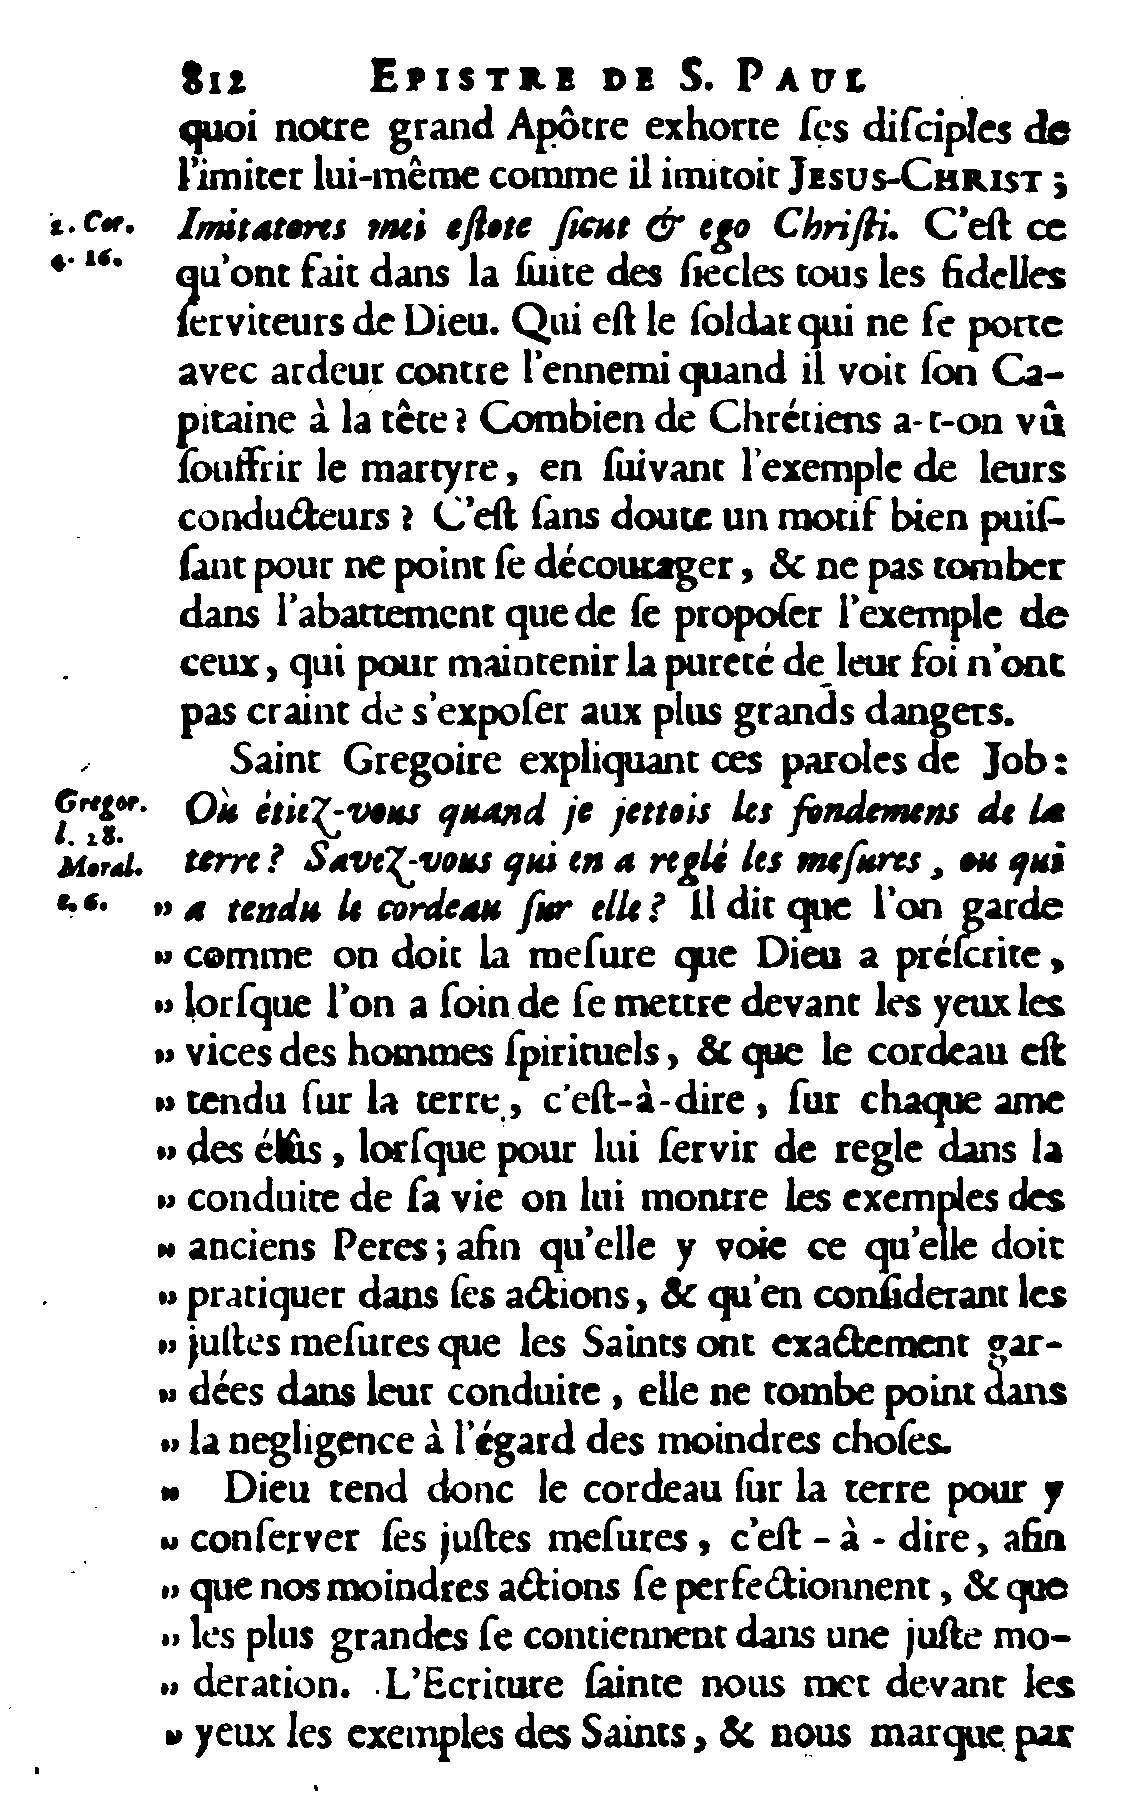 812 EPISTRE DE S. PAUL
quoi notre grand Apôtre exhorte ſes diſciples de
l'imiter lui-même comme il imitoit JESUS-CHRIST ;
1. Cor. Imitatores mei eſtote ſicut & ego Chriſti. C'eſt ce
4. 16. qu'ont fait dans la ſuite des ſiecles tous les fidelles
ſerviteurs de Dieu. Qui eſt le ſoldat qui ne ſe porte
avec ardeur contre l'ennemi quand il voit ſon Ca-
pitaine à la tête ? Combien de Chrétiens a-t-on vû
ſouffrir le martyre, en ſuivant l'exemple de leurs
conducteurs ? C'eſt ſans doute un motif bien puiſ-
ſant pour ne point ſe décourager, & ne pas tomber
dans l'abattement que de ſe propoſer l'exemple de
ceux, qui pour maintenir la pureté de leur foi n'ont
pas craint de s'expoſer aux plus grands dangers.
Saint Gregoire expliquant ces paroles de Job :
Gregor. Où étiez-vous quand je jettois les fondemens de la
l. 28.
Moral. terre ? Savez-vous qui en a reglé les meſures, ou qui
c. 6. „ a tendu le cordeau ſur elle ? Il dit que l'on garde
„ comme on doit la meſure que Dieu a préſcrite,
„ lorſque l'on a ſoin de ſe mettre devant les yeux les
„ vices des hommes ſpirituels, & que le cordeau eſt
„ tendu ſur la terre, c'eſt-à-dire, ſur chaque ame
„ des élûs, lorſque pour lui ſervir de regle dans la
„ conduite de ſa vie on lui montre les exemples des
„ anciens Peres ; afin qu'elle y voie ce qu'elle doit
„ pratiquer dans ſes actions, & qu'en conſiderant les
„ juſtes meſures que les Saints ont exactement gar-
„ dées dans leur conduite, elle ne tombe point dans
„ la negligence à l'égard des moindres choſes.
„ Dieu tend donc le cordeau ſur la terre pour y
„ conſerver ſes juſtes meſures, c'eſt-à-dire, afin
„ que nos moindres actions ſe perfectionnent, & que
„ les plus grandes ſe contiennent dans une juſte mo-
„ deration. L'Ecriture ſainte nous met devant les
„ yeux les exemples des Saints, & nous marque par